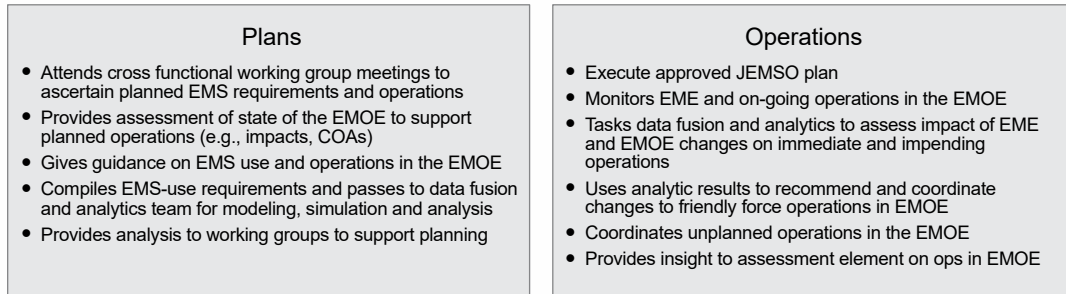 Plans
• Attends cross functional working group meetings to
ascertain planned EMS requirements and operations
• Provides assessment of state of the EMOE to support
planned operations (e.g., impacts, COAs)
• Gives guidance on EMS use and operations in the EMOE
• Compiles EMS-use requirements and passes to data fusion
and analytics team for modeling, simulation and analysis
• Provides analysis to working groups to support planning
Operations
• Execute approved JEMSO plan
• Monitors EME and on-going operations in the EMOE
• Tasks data fusion and analytics to assess impact of EME
and EMOE changes on immediate and impending
operations
• Uses analytic results to recommend and coordinate
changes to friendly force operations in EMOE
• Coordinates unplanned operations in the EMOE
• Provides insight to assessment element on ops in EMOE